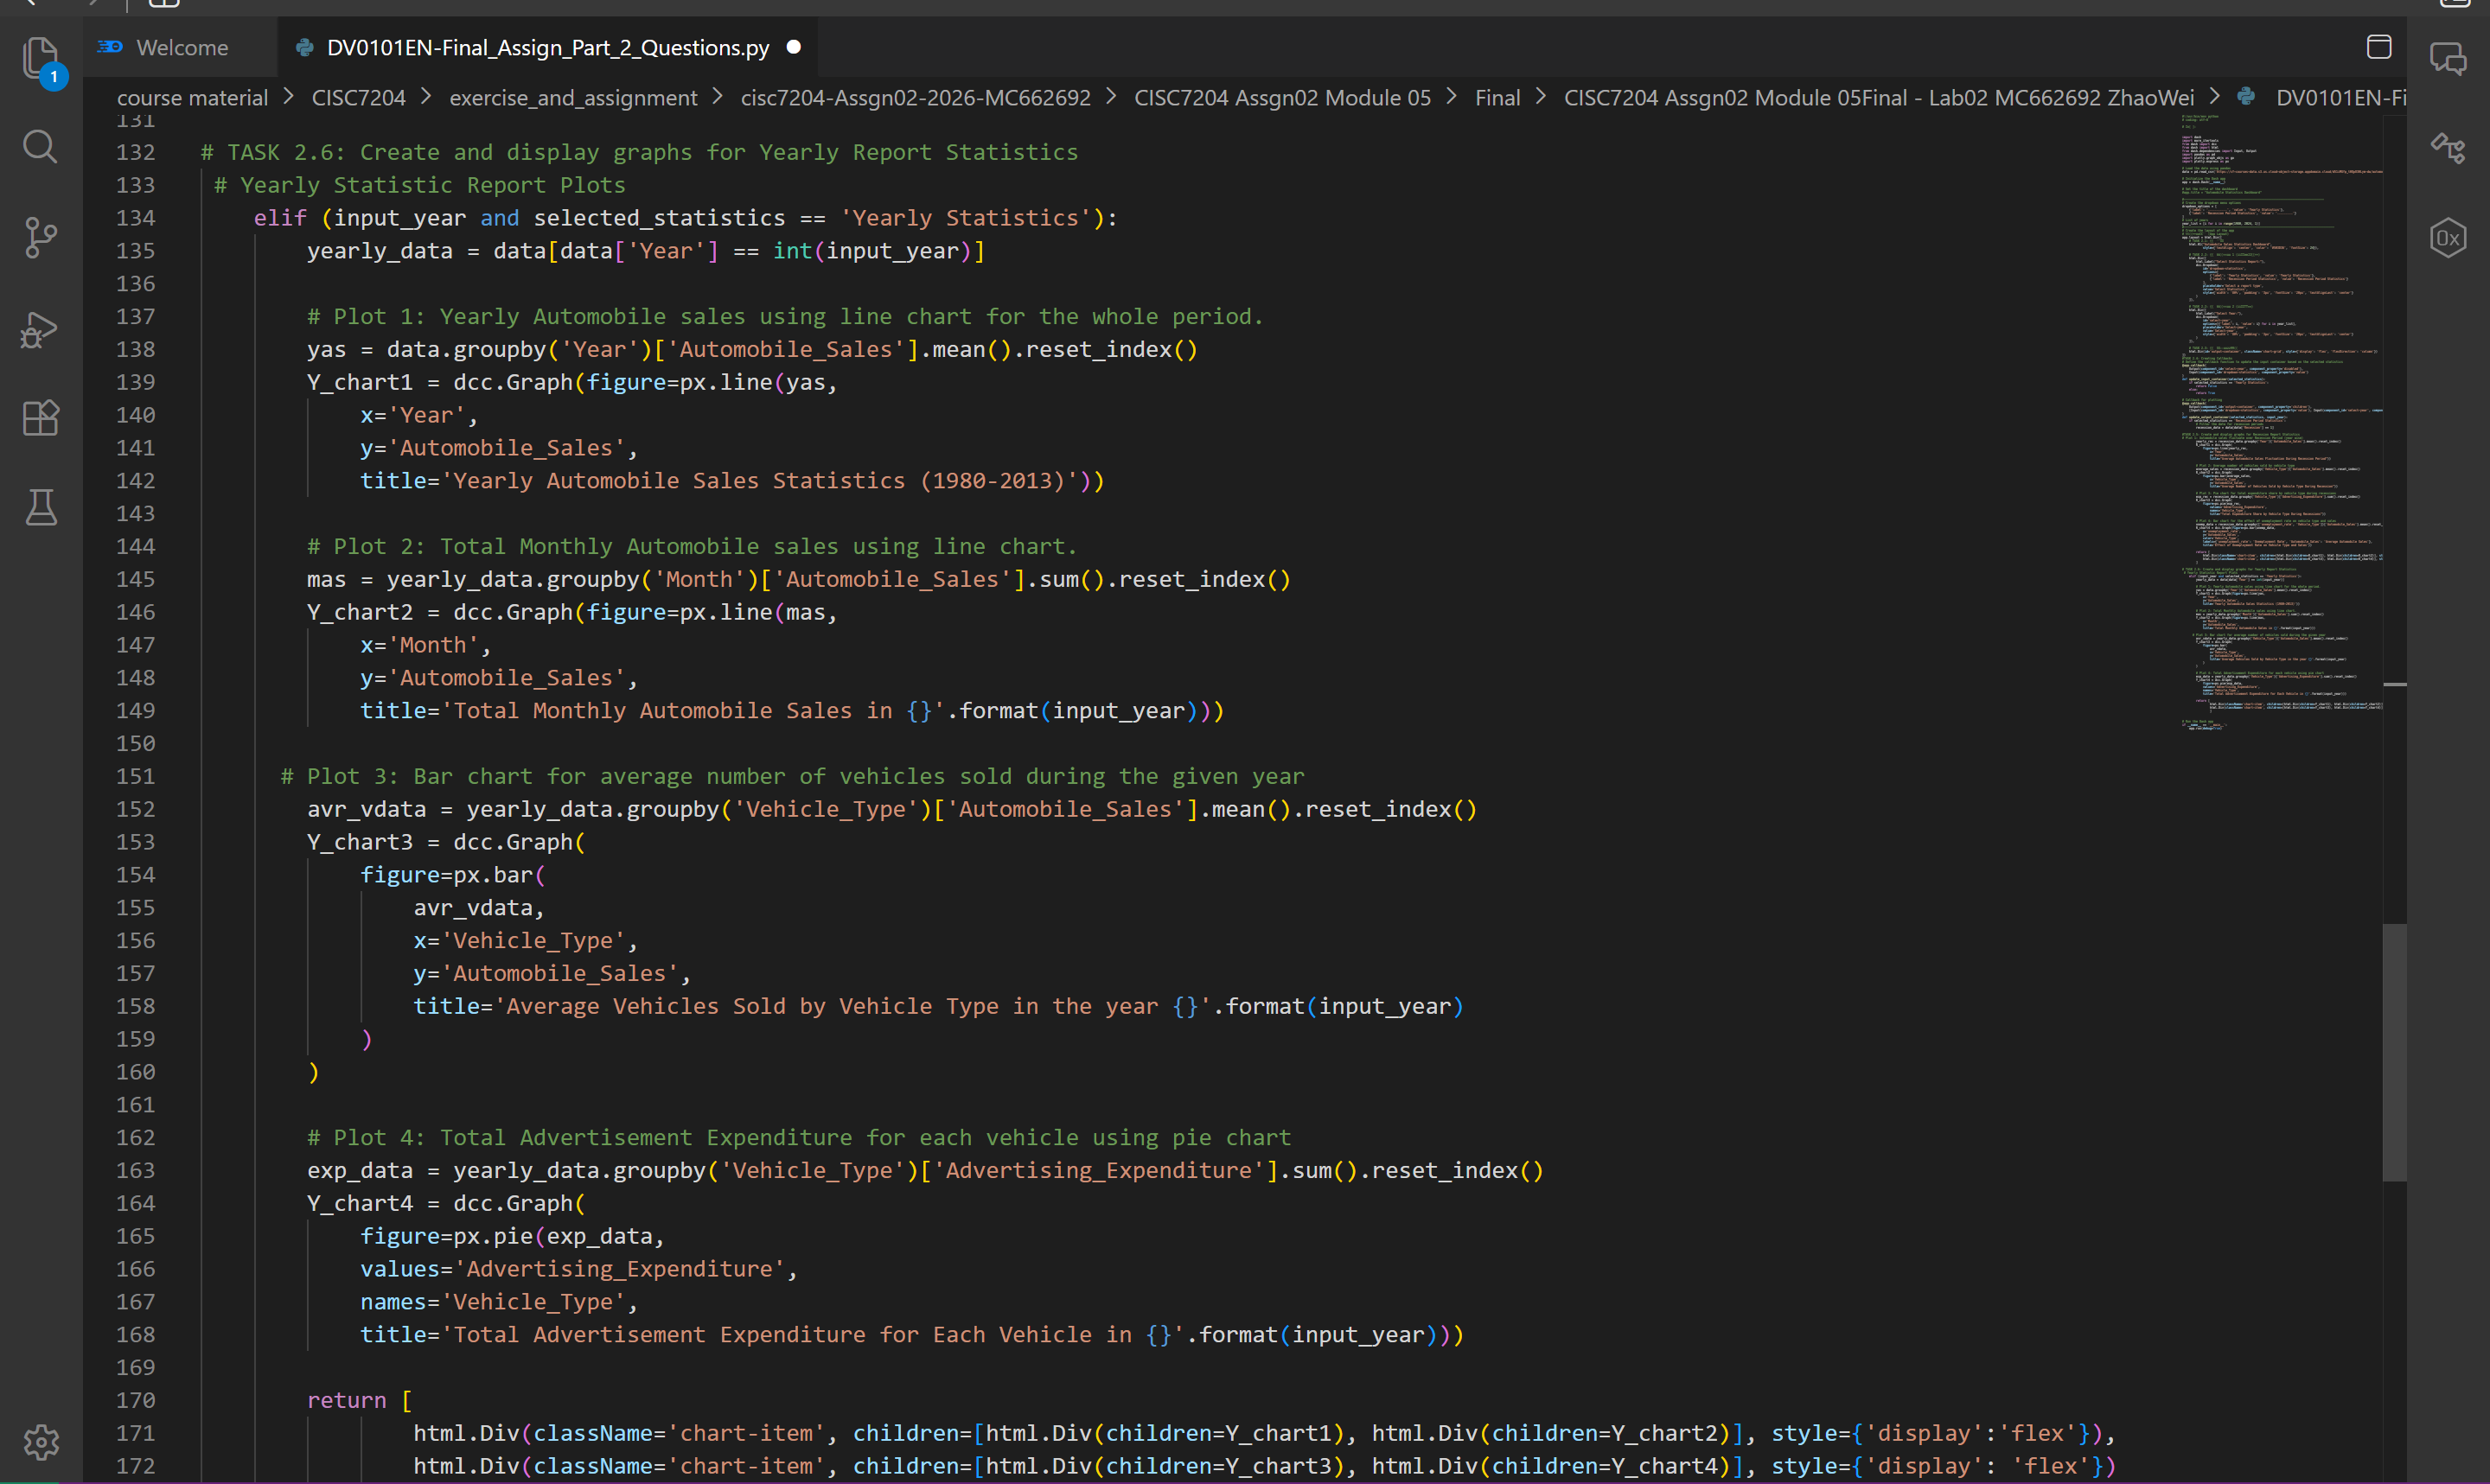 Welcome
DV0101EN-Final_Assign_Part_2_Questions.py
1
course material > CISC7204 > exercise_and_assignment > cisc7204-Assgn02-2026-MC662692 > CISC7204 Assgn02 Module 05 > Final > CISC7204 Assgn02 Module 05Final - Lab02 MC662692 ZhaoWei > DV0101EN-Fi
131
132 # TASK 2.6: Create and display graphs for Yearly Report Statistics
133 # Yearly Statistic Report Plots
134 elif (input_year and selected_statistics == 'Yearly Statistics'):
135 yearly_data = data[data['Year'] == int(input_year)]
136
137 # Plot 1: Yearly Automobile sales using line chart for the whole period.
138 yas = data.groupby('Year')['Automobile_Sales'].mean().reset_index()
139 Y_chart1 = dcc.Graph(figure=px.line(yas,
140 x='Year',
141 y='Automobile_Sales',
142 title='Yearly Automobile Sales Statistics (1980-2013)'))
143
144 # Plot 2: Total Monthly Automobile sales using line chart.
145 mas = yearly_data.groupby('Month')['Automobile_Sales'].sum().reset_index()
146 Y_chart2 = dcc.Graph(figure=px.line(mas,
147 x='Month',
148 y='Automobile_Sales',
149 title='Total Monthly Automobile Sales in {}'.format(input_year)))
150
151 # Plot 3: Bar chart for average number of vehicles sold during the given year
152 avr_vdata = yearly_data.groupby('Vehicle_Type')['Automobile_Sales'].mean().reset_index()
153 Y_chart3 = dcc.Graph(
154 figure=px.bar(
155 avr_vdata,
156 x='Vehicle_Type',
157 y='Automobile_Sales',
158 title='Average Vehicles Sold by Vehicle Type in the year {}'.format(input_year)
159 )
160 )
161
162 # Plot 4: Total Advertisement Expenditure for each vehicle using pie chart
163 exp_data = yearly_data.groupby('Vehicle_Type')['Advertising_Expenditure'].sum().reset_index()
164 Y_chart4 = dcc.Graph(
165 figure=px.pie(exp_data,
166 values='Advertising_Expenditure',
167 names='Vehicle_Type',
168 title='Total Advertisement Expenditure for Each Vehicle in {}'.format(input_year)))
169
170 return [
171 html.Div(className='chart-item', children=[html.Div(children=Y_chart1), html.Div(children=Y_chart2)], style={'display':'flex'}),
172 html.Div(className='chart-item', children=[html.Div(children=Y_chart3), html.Div(children=Y_chart4)], style={'display': 'flex'})
0x